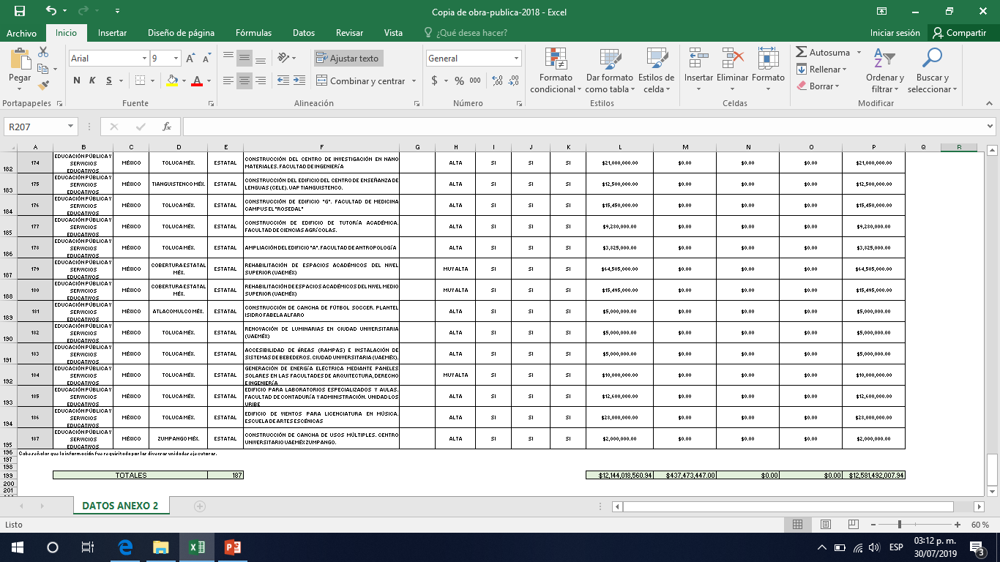 Copia de obra-publica-2018 - Excel
Archivo Inicio Insertar Diseño de página Fórmulas Datos Revisar Vista ¿Qué desea hacer? Iniciar sesión Compartir
Pegar Arial 9 Ajustar texto General Autosuma
N K S Combinar y centrar $ % 000 Formato condicional Dar formato como tabla Estilos de celda Insertar Eliminar Formato Rellenar Borrar Ordenar y filtrar Buscar y seleccionar
Portapapeles Fuente Alineación Número Estilos Celdas Modificar
R207 fx
A B C D E F G H I J K L M N O P Q R
182 174 EDUCACIÓN PÚBLICA Y SERVICIOS EDUCATIVOS MÉXICO TOLUCA MÉX. ESTATAL CONSTRUCCIÓN DEL CENTRO DE INVESTIGACIÓN EN NANO MATERIALES. FACULTAD DE INGENIERÍA ALTA SI SI SI $21,000,000.00 $0.00 $0.00 $0.00 $21,000,000.00
183 175 EDUCACIÓN PÚBLICA Y SERVICIOS EDUCATIVOS MÉXICO TIANGUISTENCO MÉX. ESTATAL CONSTRUCCIÓN DEL EDIFICIO DEL CENTRO DE ENSEÑANZA DE LENGUAS (CELE). UAP TIANGUISTENCO. ALTA SI SI SI $12,500,000.00 $0.00 $0.00 $0.00 $12,500,000.00
184 176 EDUCACIÓN PÚBLICA Y SERVICIOS EDUCATIVOS MÉXICO TOLUCA MÉX. ESTATAL CONSTRUCCIÓN DE EDIFICIO "G". FACULTAD DE MEDICINA CAMPUS EL "ROSEDAL" ALTA SI SI SI $15,450,000.00 $0.00 $0.00 $0.00 $15,450,000.00
185 177 EDUCACIÓN PÚBLICA Y SERVICIOS EDUCATIVOS MÉXICO TOLUCA MÉX. ESTATAL CONSTRUCCIÓN DE EDIFICIO DE TUTORÍA ACADÉMICA. FACULTAD DE CIENCIAS AGRÍCOLAS. ALTA SI SI SI $9,280,000.00 $0.00 $0.00 $0.00 $9,280,000.00
186 178 EDUCACIÓN PÚBLICA Y SERVICIOS EDUCATIVOS MÉXICO TOLUCA MÉX. ESTATAL AMPLIACIÓN DEL EDIFICIO "A". FACULTAD DE ANTROPOLOGÍA ALTA SI SI SI $3,825,000.00 $0.00 $0.00 $0.00 $3,825,000.00
187 179 EDUCACIÓN PÚBLICA Y SERVICIOS EDUCATIVOS MÉXICO COBERTURA ESTATAL MÉX. ESTATAL REHABILITACIÓN DE ESPACIOS ACADÉMICOS DEL NIVEL SUPERIOR (UAEMÉX) MUY ALTA SI SI SI $64,505,000.00 $0.00 $0.00 $0.00 $64,505,000.00
188 180 EDUCACIÓN PÚBLICA Y SERVICIOS EDUCATIVOS MÉXICO COBERTURA ESTATAL MÉX. ESTATAL REHABILITACIÓN DE ESPACIOS ACADÉMICOS DEL NIVEL MEDIO SUPERIOR (UAEMÉX) MUY ALTA SI SI SI $15,495,000.00 $0.00 $0.00 $0.00 $15,495,000.00
189 181 EDUCACIÓN PÚBLICA Y SERVICIOS EDUCATIVOS MÉXICO ATLACOMULCO MÉX. ESTATAL CONSTRUCCIÓN DE CANCHA DE FÚTBOL SOCCER. PLANTEL ISIDRO FABELA ALFARO ALTA SI SI SI $5,000,000.00 $0.00 $0.00 $0.00 $5,000,000.00
190 182 EDUCACIÓN PÚBLICA Y SERVICIOS EDUCATIVOS MÉXICO TOLUCA MÉX. ESTATAL RENOVACIÓN DE LUMINARIAS EN CIUDAD UNIVERSITARIA (UAEMÉX) ALTA SI SI SI $5,000,000.00 $0.00 $0.00 $0.00 $5,000,000.00
191 183 EDUCACIÓN PÚBLICA Y SERVICIOS EDUCATIVOS MÉXICO TOLUCA MÉX. ESTATAL ACCESIBILIDAD DE ÁREAS (RAMPAS) E INSTALACIÓN DE SISTEMAS DE BEBEDEROS. CIUDAD UNIVERSITARIA (UAEMÉX). ALTA SI SI SI $5,000,000.00 $0.00 $0.00 $0.00 $5,000,000.00
192 184 EDUCACIÓN PÚBLICA Y SERVICIOS EDUCATIVOS MÉXICO TOLUCA MÉX. ESTATAL GENERACIÓN DE ENERGÍA ELÉCTRICA MEDIANTE PANELES SOLARES EN LAS FACULTADES DE ARQUITECTURA, DERECHO E INGENIERÍA MUY ALTA SI SI SI $10,000,000.00 $0.00 $0.00 $0.00 $10,000,000.00
193 185 EDUCACIÓN PÚBLICA Y SERVICIOS EDUCATIVOS MÉXICO TOLUCA MÉX. ESTATAL EDIFICIO PARA LABORATORIOS ESPECIALIZADOS Y AULAS. FACULTAD DE CONTADURÍA Y ADMINISTRACIÓN. UNIDAD LOS URIBE ALTA SI SI SI $12,600,000.00 $0.00 $0.00 $0.00 $12,600,000.00
194 186 EDUCACIÓN PÚBLICA Y SERVICIOS EDUCATIVOS MÉXICO TOLUCA MÉX. ESTATAL EDIFICIO DE VIENTOS PARA LICENCIATURA EN MÚSICA. ESCUELA DE ARTES ESCÉNICAS ALTA SI SI SI $28,000,000.00 $0.00 $0.00 $0.00 $28,000,000.00
195 187 EDUCACIÓN PÚBLICA Y SERVICIOS EDUCATIVOS MÉXICO ZUMPANGO MÉX. ESTATAL CONSTRUCCIÓN DE CANCHA DE USOS MÚLTIPLES. CENTRO UNIVERSITARIO UAEMÉX ZUMPANGO. ALTA SI SI SI $2,000,000.00 $0.00 $0.00 $0.00 $2,000,000.00
196 Cabe señalar que la información fue requisitada por las diversas unidades ejecutoras.
197
198
199 TOTALES 187 $12,144,018,560.94 $437,473,447.00 $0.00 $0.00 $12,581,492,007.94
200
201
DATOS ANEXO 2
Listo 60 %
ESP 03:12 p. m.
30/07/2019 3